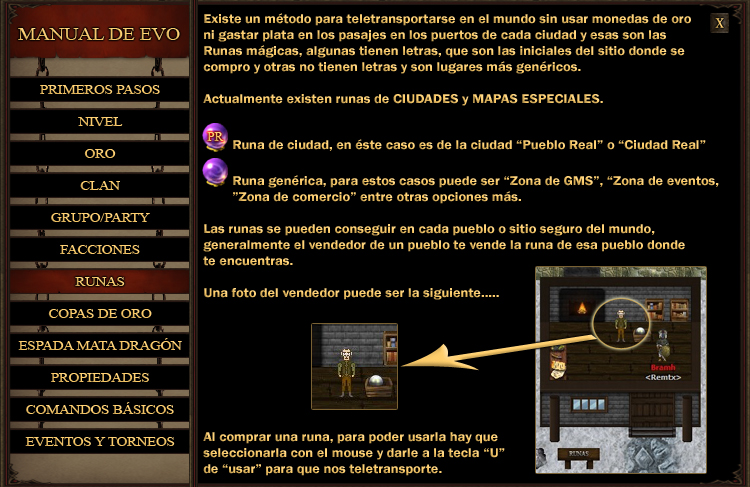 MANUAL DE EVO
PRIMEROS PASOS
NIVEL
ORO
CLAN
GRUPO/PARTY
FACCIONES
RUNAS
COPAS DE ORO
ESPADA MATA DRAGÓN
PROPIEDADES
COMANDOS BÁSICOS
EVENTOS Y TORNEOS
X
Existe un método para teletransportarse en el mundo sin usar monedas de oro
ni gastar plata en los pasajes en los puertos de cada ciudad y esas son las
Runas mágicas, algunas tienen letras, que son las iniciales del sitio donde se
compro y otras no tienen letras y son lugares más genéricos.
Actualmente existen runas de CIUDADES y MAPAS ESPECIALES.
PR
Runa de ciudad, en éste caso es de la ciudad “Pueblo Real” o “Ciudad Real”
Runa genérica, para estos casos puede ser “Zona de GMS”, “Zona de eventos,
”Zona de comercio” entre otras opciones más.
Las runas se pueden conseguir en cada pueblo o sitio seguro del mundo,
generalmente el vendedor de un pueblo te vende la runa de esa pueblo donde
te encuentras.
Una foto del vendedor puede ser la siguiente.....
Bramh
<Remtx>
RUNAS
Al comprar una runa, para poder usarla hay que
seleccionarla con el mouse y darle a la tecla “U”
de “usar” para que nos teletransporte.